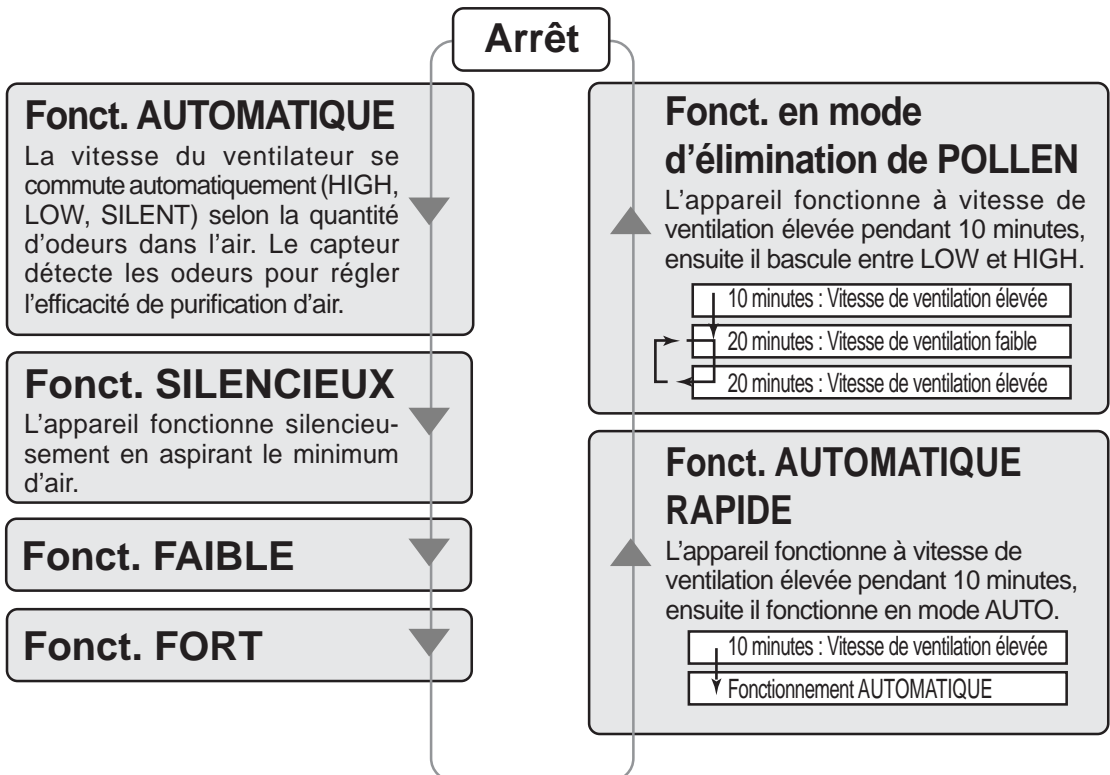 Arrêt
Fonct. AUTOMATIQUE
La vitesse du ventilateur se
commute automatiquement (HIGH,
LOW, SILENT) selon la quantité
d’odeurs dans l’air. Le capteur
détecte les odeurs pour régler
l’efficacité de purification d’air.
Fonct. SILENCIEUX
L’appareil fonctionne silencieu-
sement en aspirant le minimum
d’air.
Fonct. FAIBLE
Fonct. FORT
Fonct. en mode
d’élimination de POLLEN
L’appareil fonctionne à vitesse de
ventilation élevée pendant 10 minutes,
ensuite il bascule entre LOW et HIGH.
10 minutes : Vitesse de ventilation élevée
20 minutes : Vitesse de ventilation faible
20 minutes : Vitesse de ventilation élevée
Fonct. AUTOMATIQUE
RAPIDE
L’appareil fonctionne à vitesse de
ventilation élevée pendant 10 minutes,
ensuite il fonctionne en mode AUTO.
10 minutes : Vitesse de ventilation élevée
Fonctionnement AUTOMATIQUE